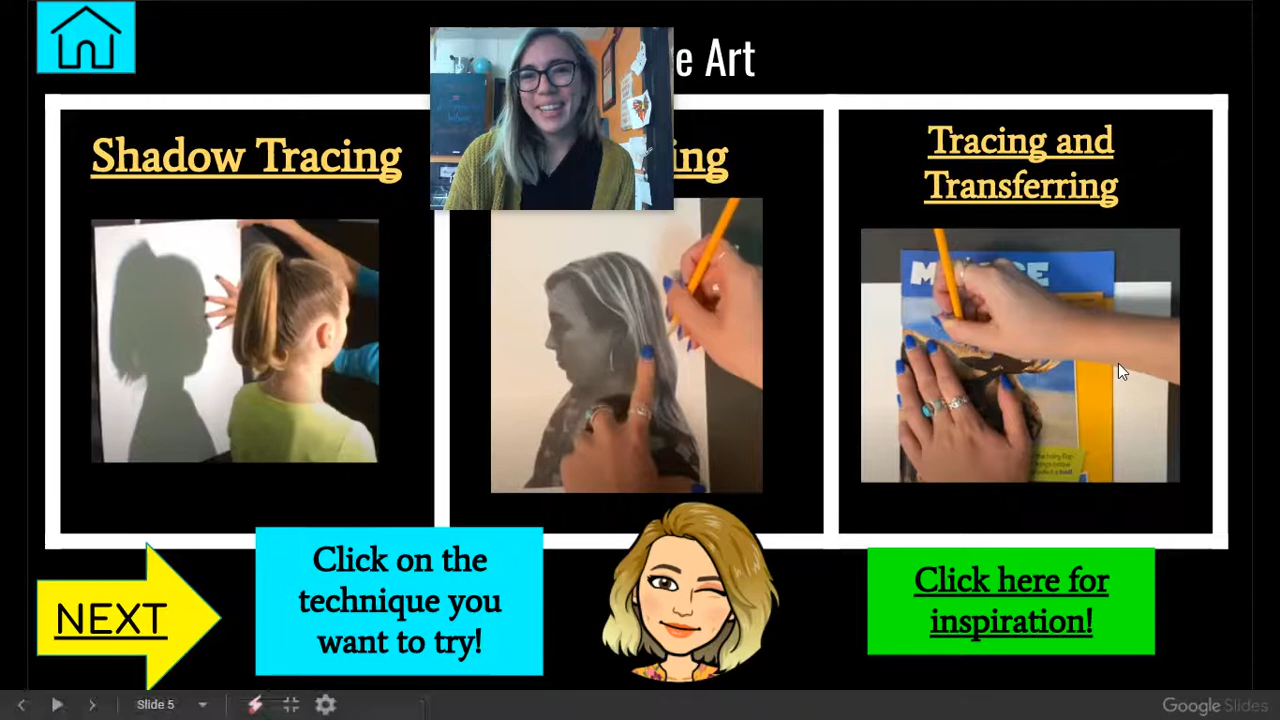 e Art
Shadow Tracing
ing
Tracing and
Transferring
Click on the
technique you
want to try!
Click here for
inspiration!
NEXT
Slide 5
Google Slides